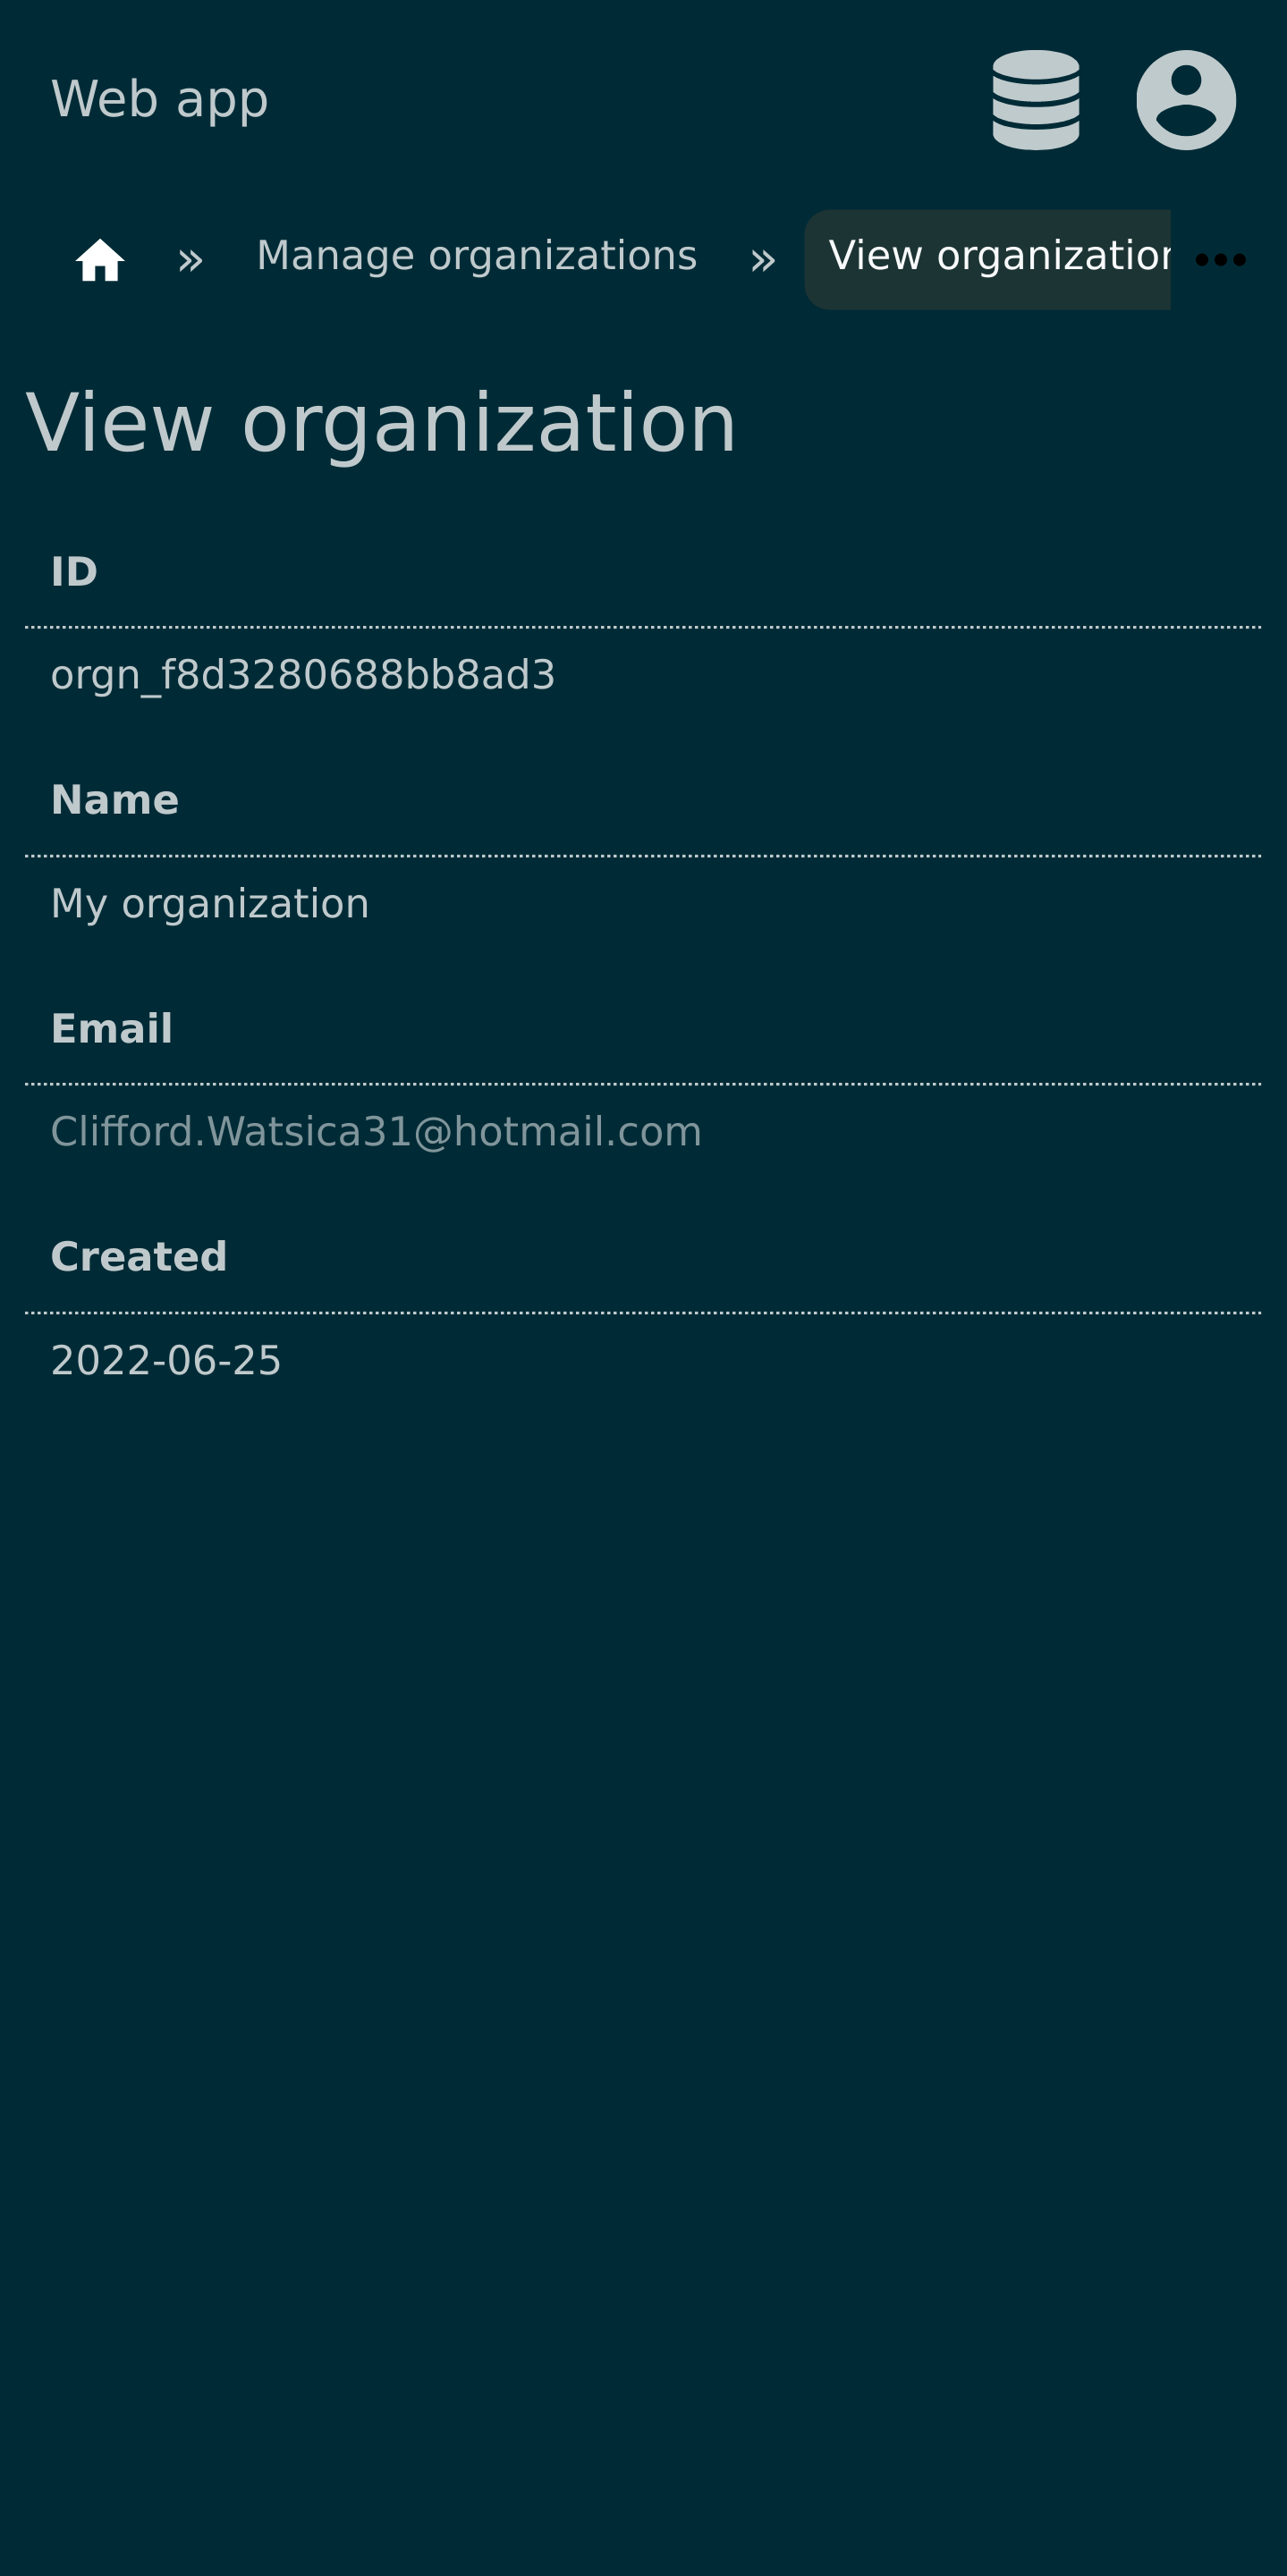 Web app
» Manage organizations » View organization
View organization
ID
orgn_f8d3280688bb8ad3
Name
My organization
Email
Clifford.Watsica31@hotmail.com
Created
2022-06-25